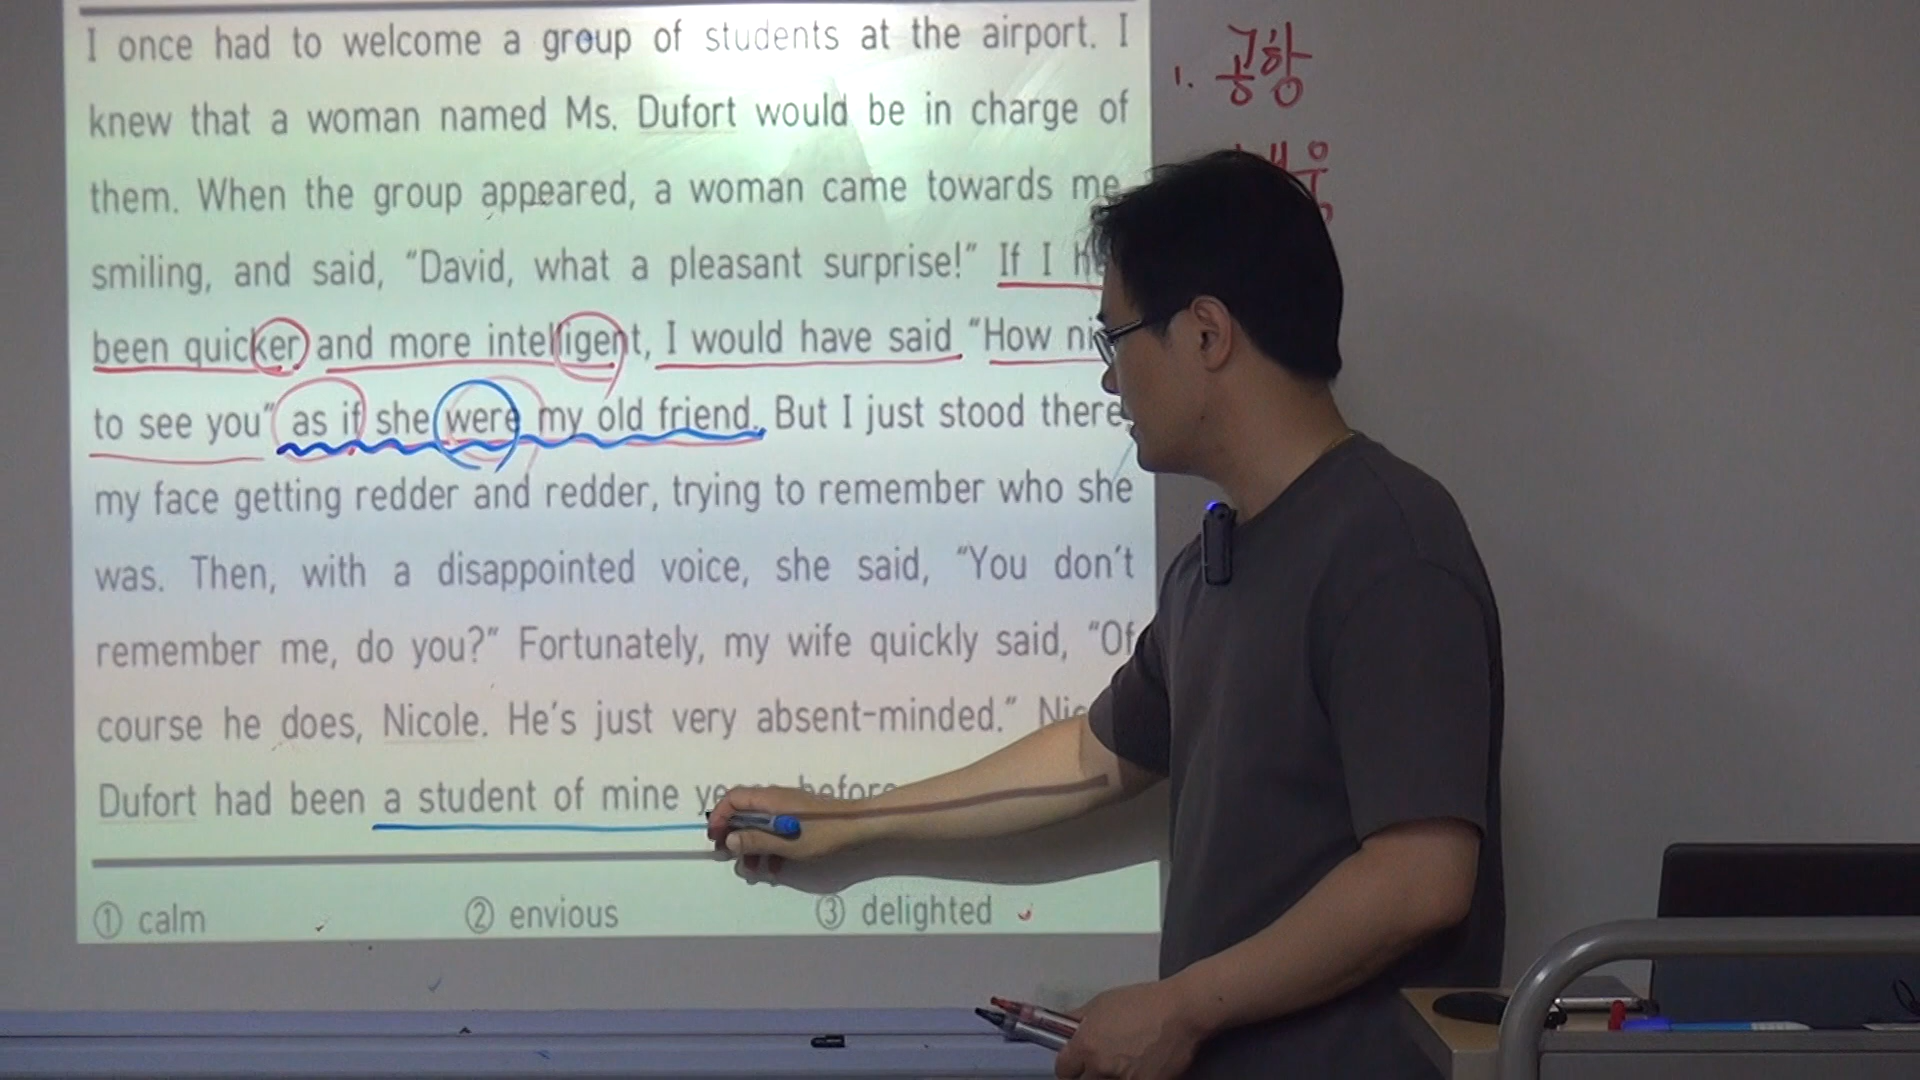 I once had to welcome a group of students at the airport. I
knew that a woman named Ms. Dufort would be in charge of
them. When the group appeared, a woman came towards me
smiling, and said, “David, what a pleasant surprise!” If I
been quicker and more intelligent, I would have said “How
to see you” as if she were my old friend. But I just stood there,
my face getting redder and redder, trying to remember who she
was. Then, with a disappointed voice, she said, “You don’t
remember me, do you?” Fortunately, my wife quickly said, “Of
course he does, Nicole. He’s just very absent-minded.”
Dufort had been a student of mine before
① calm ② envious ③ delighted
1. 공항